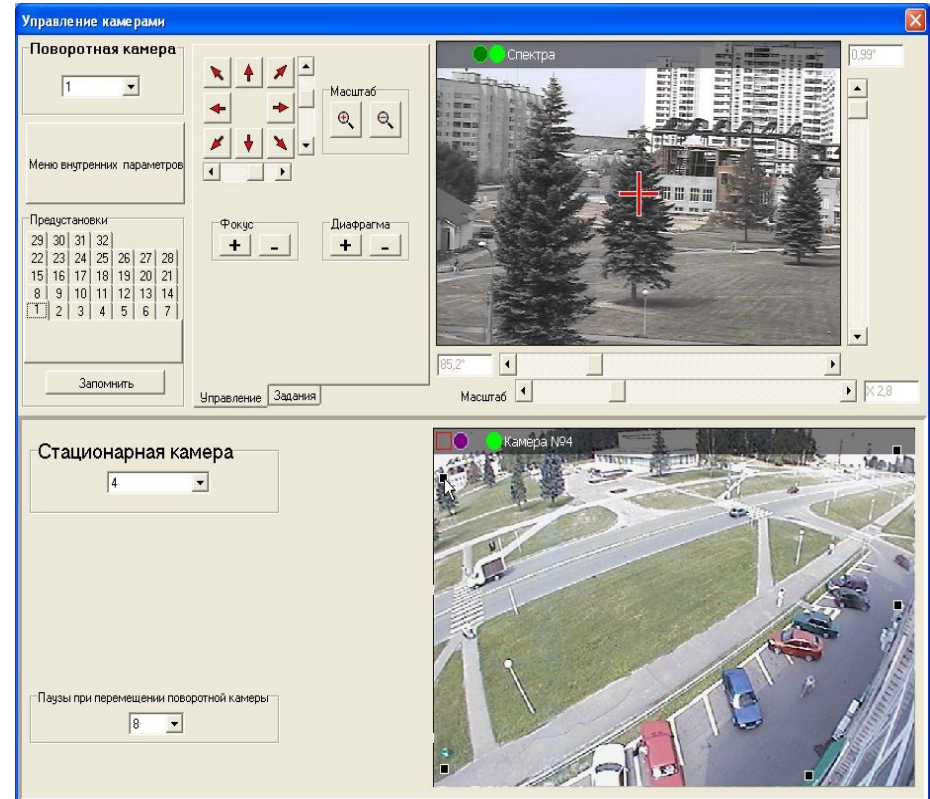 Управление камерами
Поворотная камера
1
Меню внутренних параметров
Предустановки
29 30 31 32
22 23 24 25 26 27 28
15 16 17 18 19 20 21
8 9 10 11 12 13 14
1 2 3 4 5 6 7
Запомнить
Масштаб
Фокус
+ -
Диафрагма
+ -
Управление Задания
Спектра
0,99°
85,2°
Масштаб
X 2,8
Стационарная камера
4
Паузы при перемещении поворотной камеры
8
Камера №4